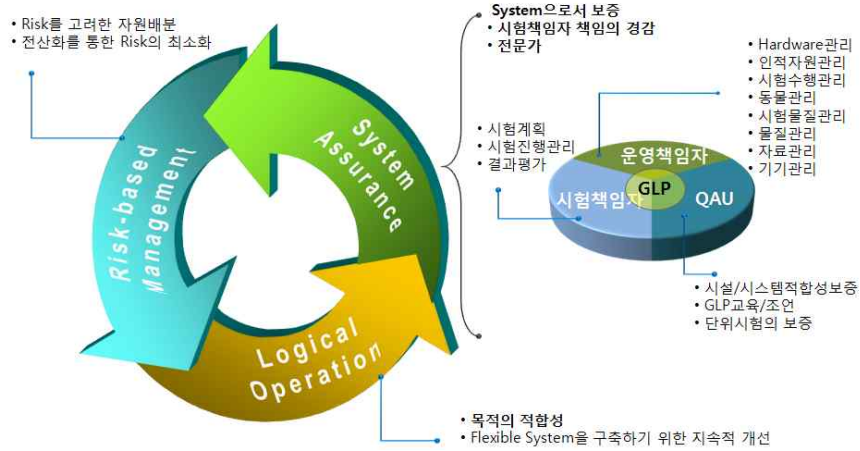 • Risk를 고려한 자원배분
• 전산화를 통한 Risk의 최소화
System으로서 보증
• 시험책임자 책임의 경감
• 전문가
• Hardware관리
• 인적자원관리
• 시험수행관리
• 동물관리
• 시험물질관리
• 물질관리
• 자료관리
• 기기관리
• 시험계획
• 시험진행관리
• 결과평가
운영책임자
시험책임자
GLP
QAU
• 시설/시스템적합성보증
• GLP교육/조언
• 단위시험의 보증
Risk-based
Management
System
Assurance
Logical
Operation
• 목적의 적합성
• Flexible System을 구축하기 위한 지속적 개선